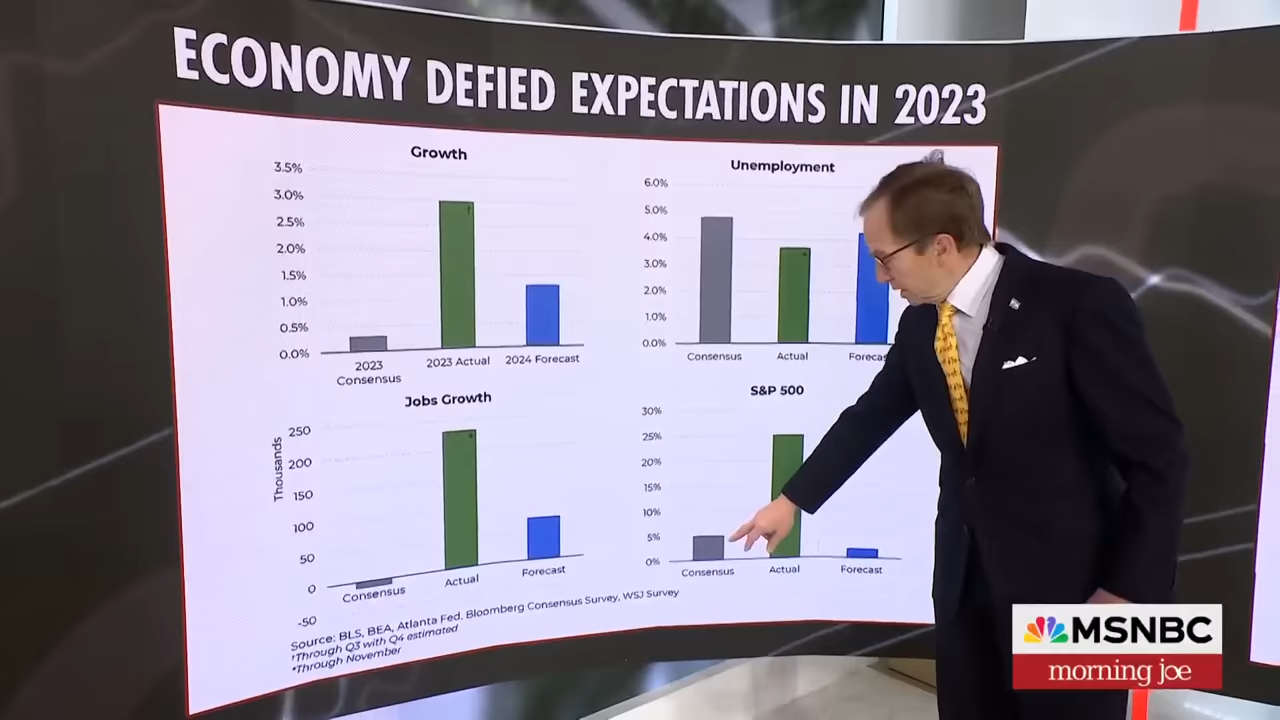 ECONOMY DEFIED EXPECTATIONS IN 2023
Growth
3.5%
3.0%
2.5%
2.0%
1.5%
1.0%
0.5%
0.0%
2023 Consensus
2023 Actual
2024 Forecast
Unemployment
6.0%
5.0%
4.0%
3.0%
2.0%
1.0%
0.0%
Consensus
Actual
Jobs Growth
Thousands
250
200
150
100
50
0
-50
Consensus
Actual
Forecast
S&P 500
30%
25%
20%
15%
10%
5%
0%
Consensus
Actual
Forecast
Source: BLS, BEA, Atlanta Fed, Bloomberg Consensus Survey, WSJ Survey
†Through Q3 with Q4 estimated
*Through November
MSNBC
morning joe